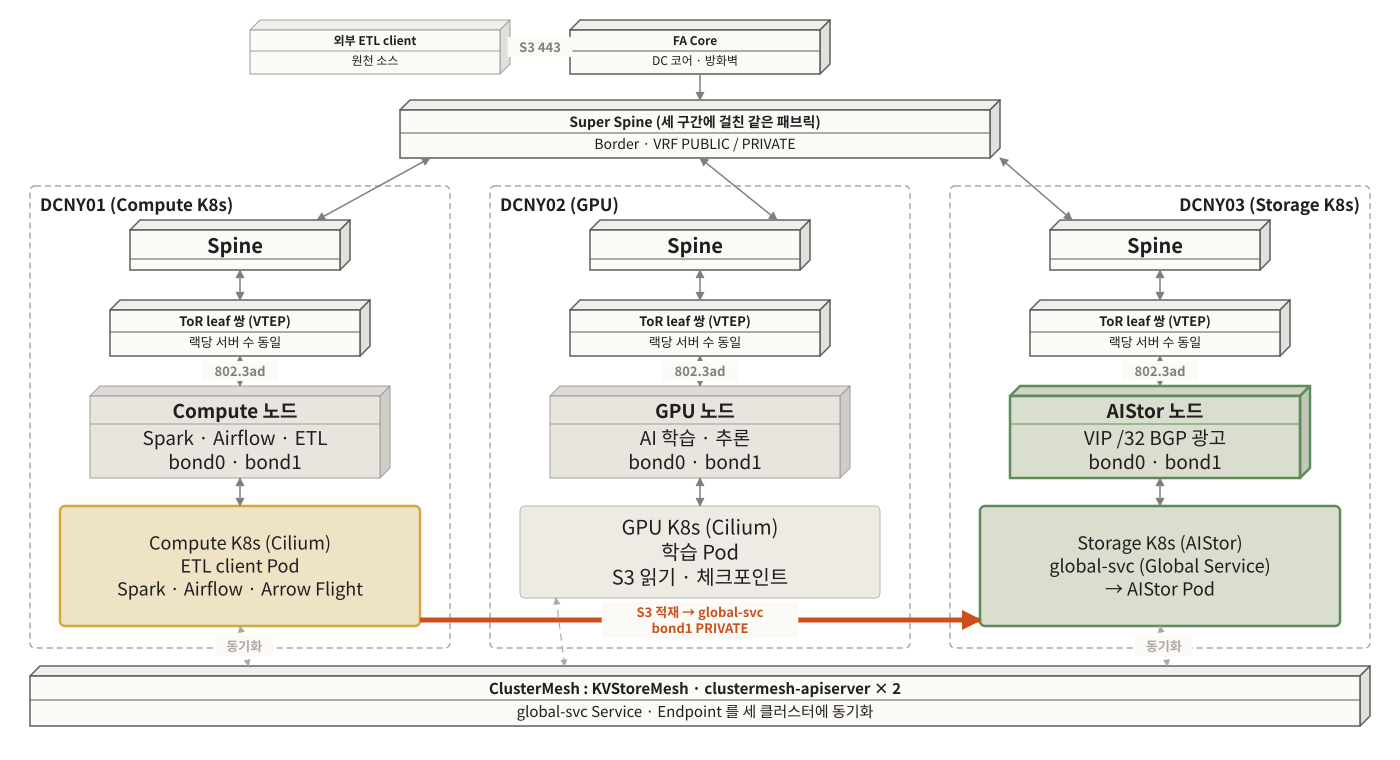 외부 ETL client
원천 소스
S3 443
FA Core
DC 코어 · 방화벽
Super Spine (세 구간에 걸친 같은 패브릭)
Border · VRF PUBLIC / PRIVATE
DCNY01 (Compute K8s)
Spine
ToR leaf 쌍 (VTEP)
랙당 서버 수 동일
802.3ad
Compute 노드
Spark · Airflow · ETL
bond0 · bond1
Compute K8s (Cilium)
ETL client Pod
Spark · Airflow · Arrow Flight
동기화
DCNY02 (GPU)
Spine
ToR leaf 쌍 (VTEP)
랙당 서버 수 동일
802.3ad
GPU 노드
AI 학습 · 추론
bond0 · bond1
GPU K8s (Cilium)
학습 Pod
S3 읽기 · 체크포인트
S3 적재 → global-svc
bond1 PRIVATE
DCNY03 (Storage K8s)
Spine
ToR leaf 쌍 (VTEP)
랙당 서버 수 동일
802.3ad
AIStor 노드
VIP /32 BGP 광고
bond0 · bond1
Storage K8s (AIStor)
global-svc (Global Service)
→ AIStor Pod
동기화
ClusterMesh : KVStoreMesh · clustermesh-apiserver × 2
global-svc Service · Endpoint 를 세 클러스터에 동기화